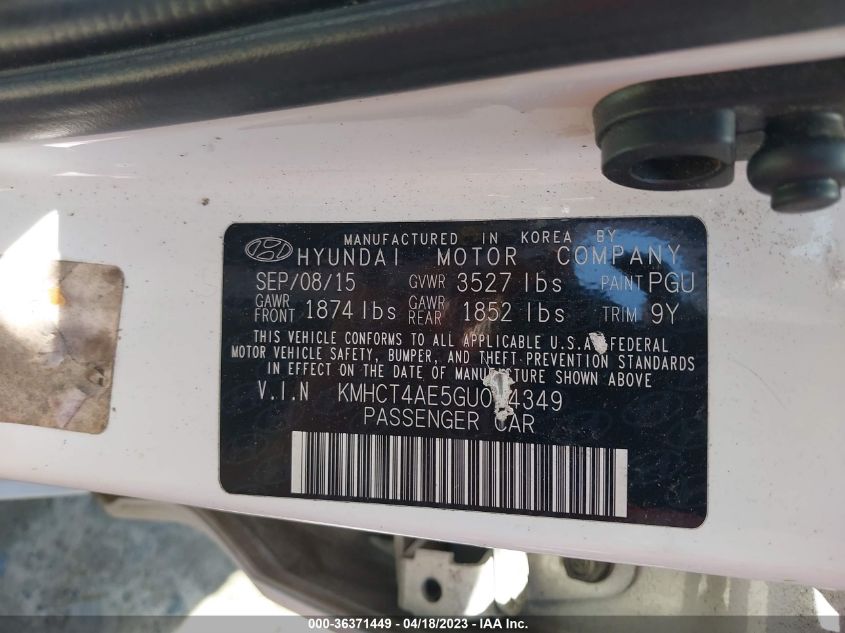 MANUFACTURED IN KOREA BY
HYUNDAI MOTOR COMPANY
SEP/08/15 GVWR 3527 lbs PAINT PGU
GAWR FRONT 1874 lbs GAWR REAR 1852 lbs TRIM 9Y
THIS VEHICLE CONFORMS TO ALL APPLICABLE U.S.A FEDERAL
MOTOR VEHICLE SAFETY, BUMPER, AND THEFT PREVENTION STANDARDS
IN EFFECT ON THE DATE OF MANUFACTURE SHOWN ABOVE
V.I.N
PASSENGER CAR
000-36371449 - 04/18/2023 - IAA Inc.